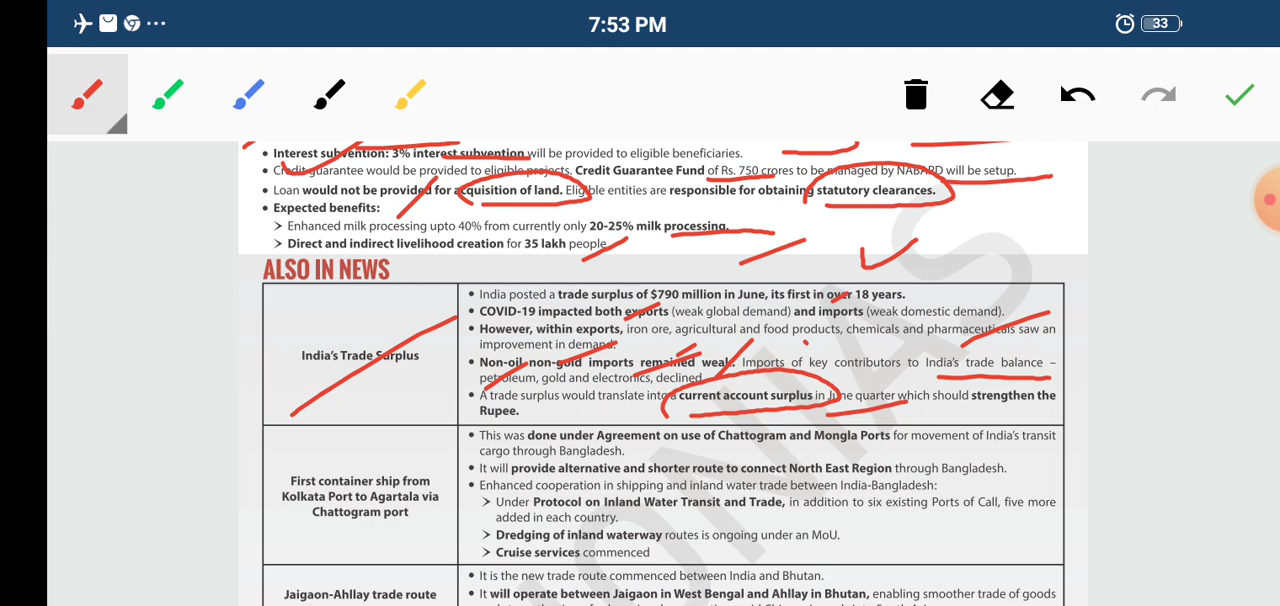 7:53 PM
33
• Interest subvention: 3% interest subvention will be provided to eligible beneficiaries.
• Credit guarantee would be provided to eligible projects. Credit Guarantee Fund of Rs. 750 crores to be managed by NABARD will be setup.
• Loan would not be provided for acquisition of land. Eligible entities are responsible for obtaining statutory clearances.
• Expected benefits:
➢ Enhanced milk processing upto 40% from currently only 20-25% milk processing.
➢ Direct and indirect livelihood creation for 35 lakh people
ALSO IN NEWS
India's Trade Surplus
• India posted a trade surplus of $790 million in June, its first in over 18 years.
• COVID-19 impacted both exports (weak global demand) and imports (weak domestic demand).
• However, within exports, iron ore, agricultural and food products, chemicals and pharmaceuticals saw an
improvement in demand.
• Non-oil non-gold imports remained weak. Imports of key contributors to India's trade balance –
petroleum, gold and electronics, declined
• A trade surplus would translate into a current account surplus in June quarter which should strengthen the
Rupee.
First container ship from
Kolkata Port to Agartala via
Chattogram port
• This was done under Agreement on use of Chattogram and Mongla Ports for movement of India's transit
cargo through Bangladesh.
• It will provide alternative and shorter route to connect North East Region through Bangladesh.
• Enhanced cooperation in shipping and inland water trade between India-Bangladesh:
➢ Under Protocol on Inland Water Transit and Trade, in addition to six existing Ports of Call, five more
added in each country.
➢ Dredging of inland waterway routes is ongoing under an MoU.
➢ Cruise services commenced
Jaigaon-Ahllay trade route
• It is the new trade route commenced between India and Bhutan.
• It will operate between Jaigaon in West Bengal and Ahllay in Bhutan, enabling smoother trade of goods